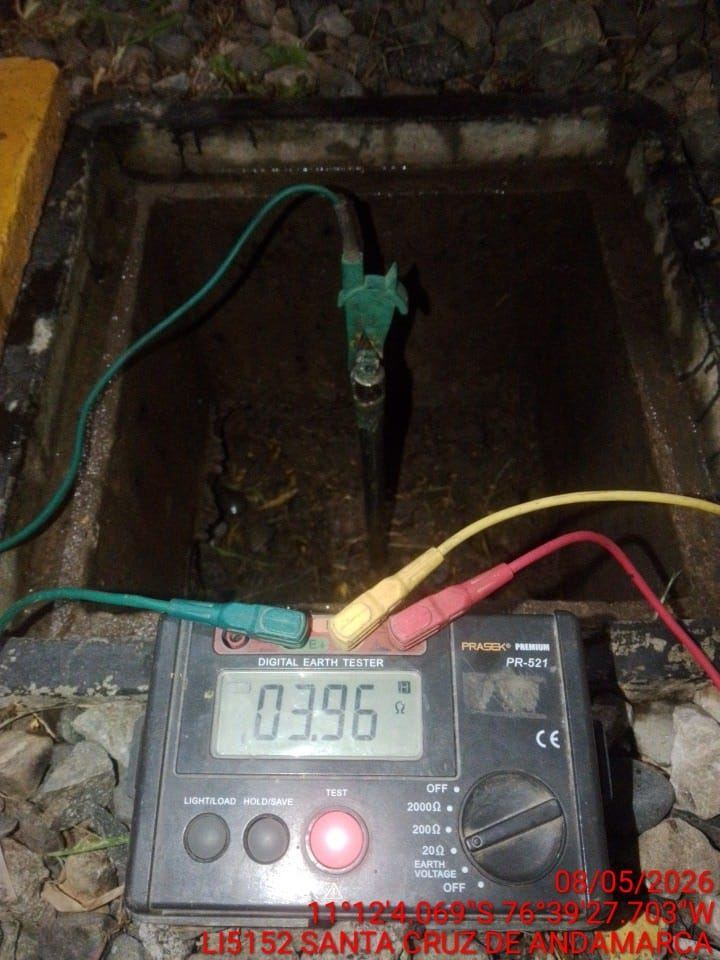 E
DIGITAL EARTH TESTER
PRASEK® PREMIUM
PR-521
03.96
H
Ω
CE
LIGHT/LOAD HOLD/SAVE TEST
OFF
2000Ω
200Ω
20Ω
EARTH VOLTAGE
OFF
08/05/2026
11°12'4.069"S 76°39'27.703"W
LI5152 SANTA CRUZ DE ANDAMARCA